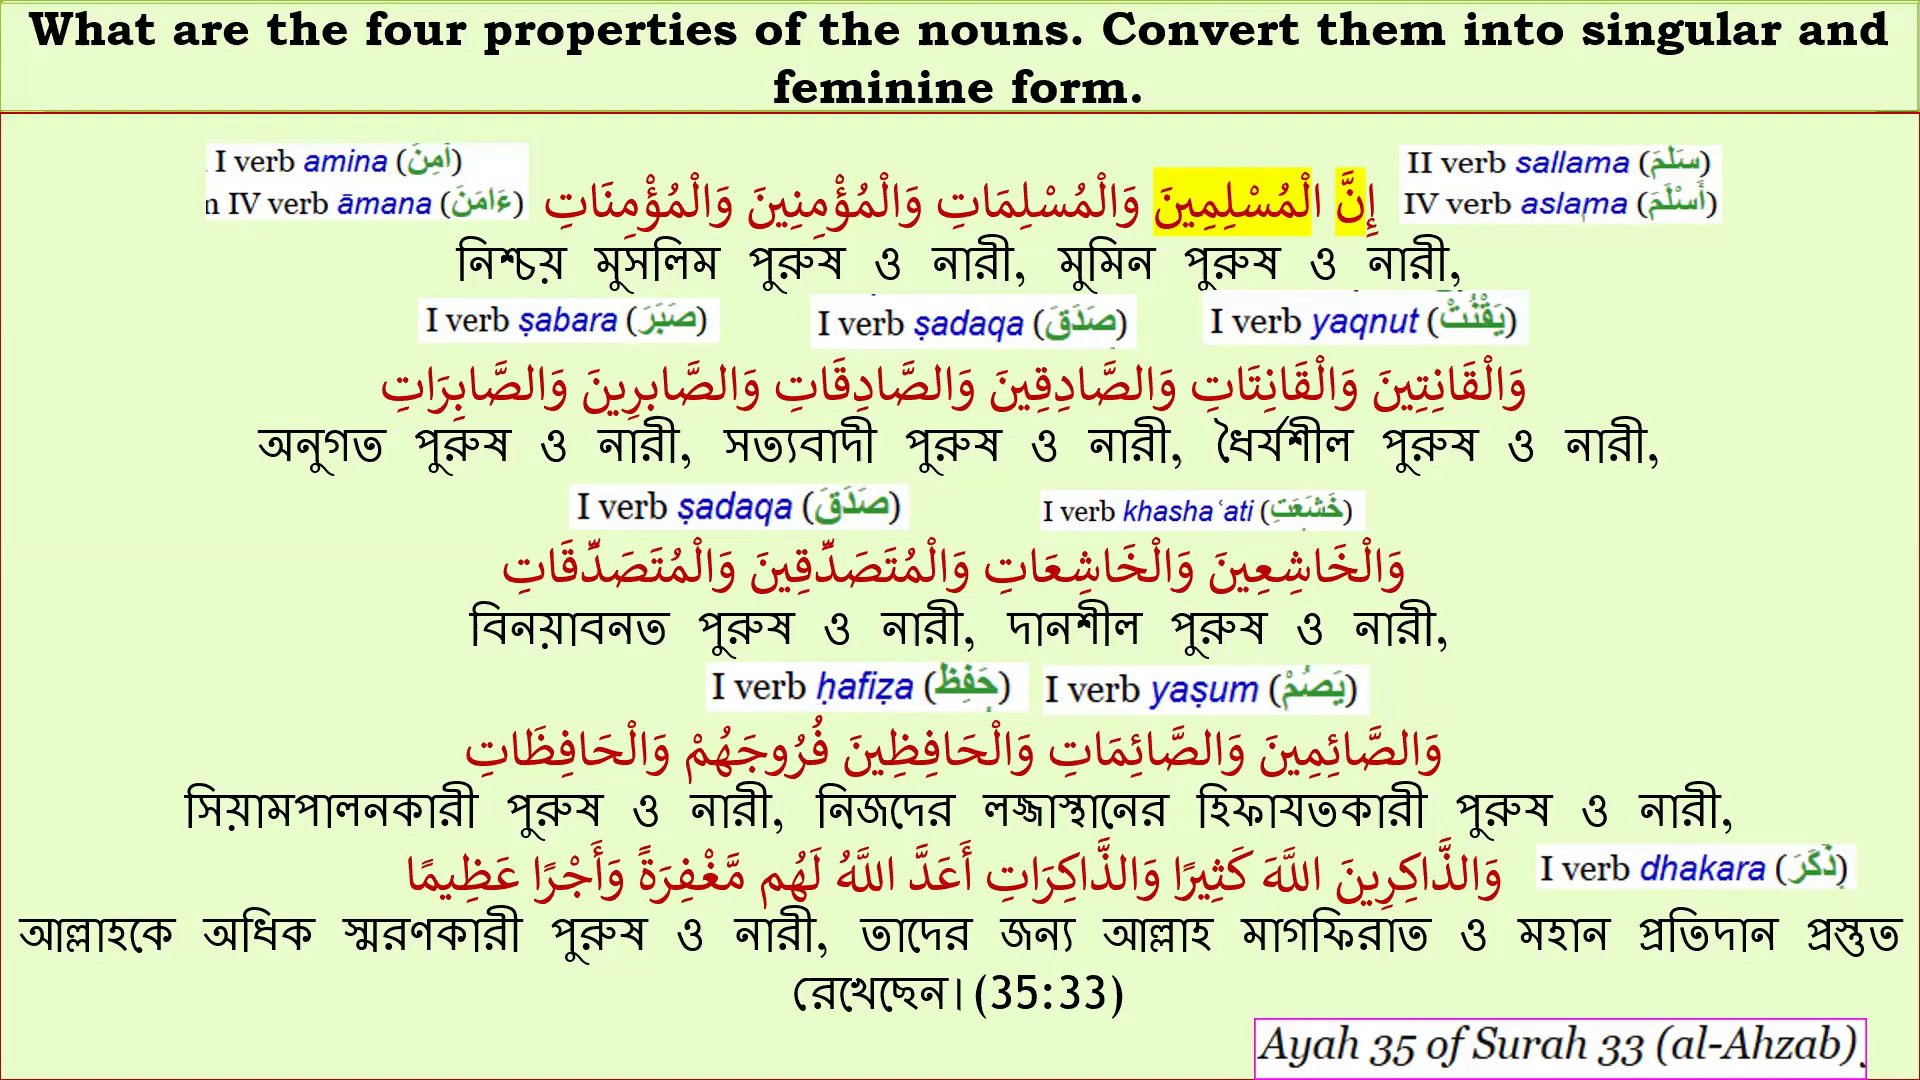 What are the four properties of the nouns. Convert them into singular and
feminine form.
I verb amina (أَمِنَ)
n IV verb āmana (ءَامَنَ)
II verb sallama (سَلَّمَ)
IV verb aslama (أَسْلَمَ)
إِنَّ الْمُسْلِمِينَ وَالْمُسْلِمَاتِ وَالْمُؤْمِنِينَ وَالْمُؤْمِنَاتِ
নিশ্চয় মুসলিম পুরুষ ও নারী, মুমিন পুরুষ ও নারী,
I verb ṣabara (صَبَرَ)
I verb ṣadaqa (صَدَقَ)
I verb yaqnut (يَقْنُتْ)
وَالْقَانِتِينَ وَالْقَانِتَاتِ وَالصَّادِقِينَ وَالصَّادِقَاتِ وَالصَّابِرِينَ وَالصَّابِرَاتِ
অনুগত পুরুষ ও নারী, সত্যবাদী পুরুষ ও নারী, ধৈর্যশীল পুরুষ ও নারী,
I verb ṣadaqa (صَدَقَ)
I verb khashaʿati (خَشَعَتِ)
وَالْخَاشِعِينَ وَالْخَاشِعَاتِ وَالْمُتَصَدِّقِينَ وَالْمُتَصَدِّقَاتِ
বিনয়াবনত পুরুষ ও নারী, দানশীল পুরুষ ও নারী,
I verb ḥafiẓa (حَفِظَ)
I verb yaṣum (يَصُمْ)
وَالصَّائِمِينَ وَالصَّائِمَاتِ وَالْحَافِظِينَ فُرُوجَهُمْ وَالْحَافِظَاتِ
সিয়ামপালনকারী পুরুষ ও নারী, নিজদের লজ্জাস্থানের হিফাযতকারী পুরুষ ও নারী,
وَالذَّاكِرِينَ اللَّهَ كَثِيرًا وَالذَّاكِرَاتِ أَعَدَّ اللَّهُ لَهُم مَّغْفِرَةً وَأَجْرًا عَظِيمًا
I verb dhakara (ذَكَرَ)
আল্লাহকে অধিক স্মরণকারী পুরুষ ও নারী, তাদের জন্য আল্লাহ মাগফিরাত ও মহান প্রতিদান প্রস্তুত
রেখেছেন। (35:33)
Ayah 35 of Surah 33 (al-Ahzab)